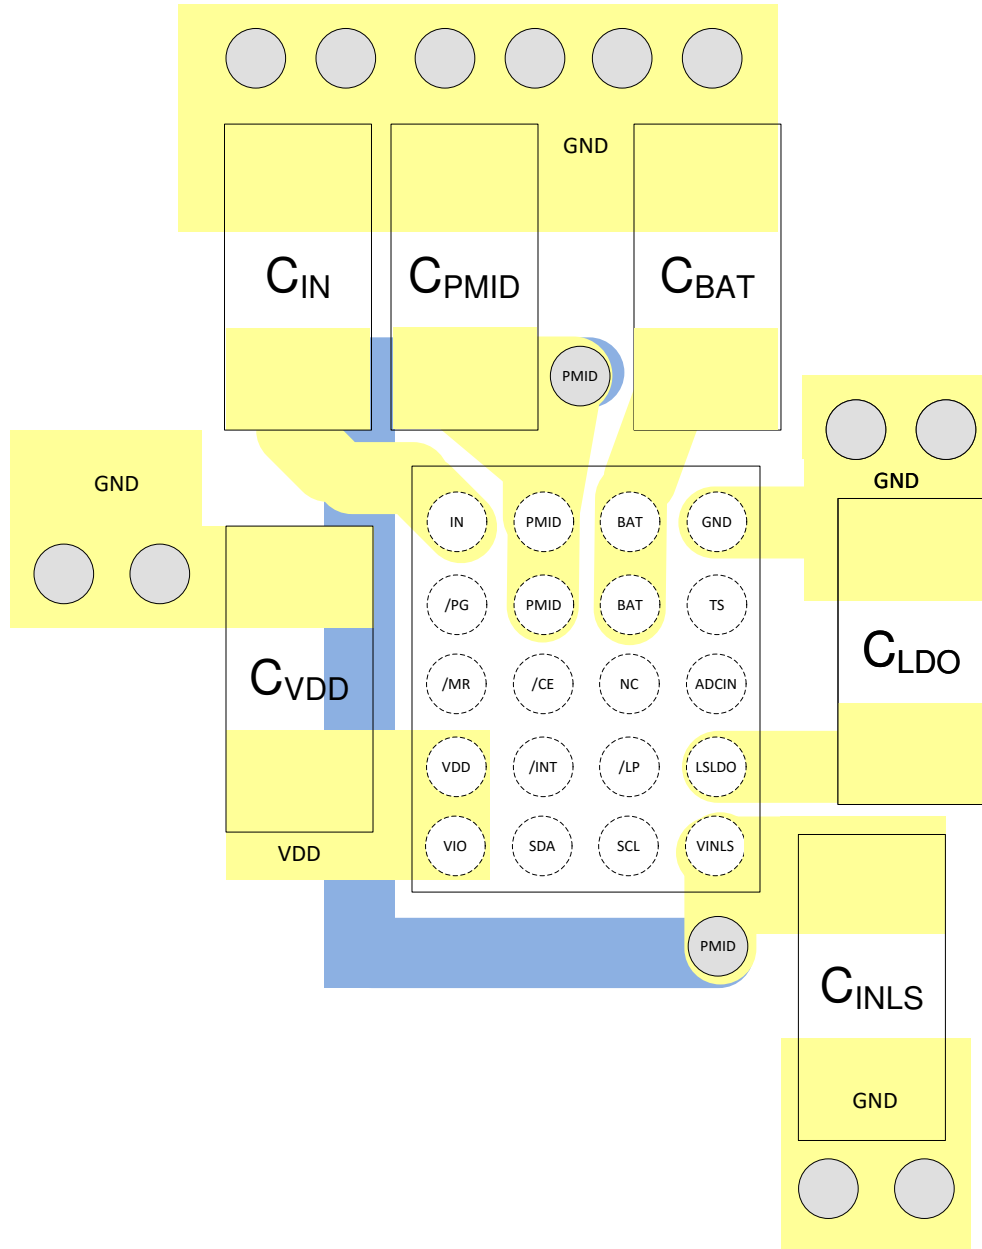 GND
CIN CPMID CBAT
PMID
GND
GND
IN PMID BAT GND
/PG PMID BAT TS
CLDO
CVDD
/MR /CE NC ADCIN
VDD /INT /LP LSLDO
VIO SDA SCL VINLS
VDD
PMID
CINLS
GND